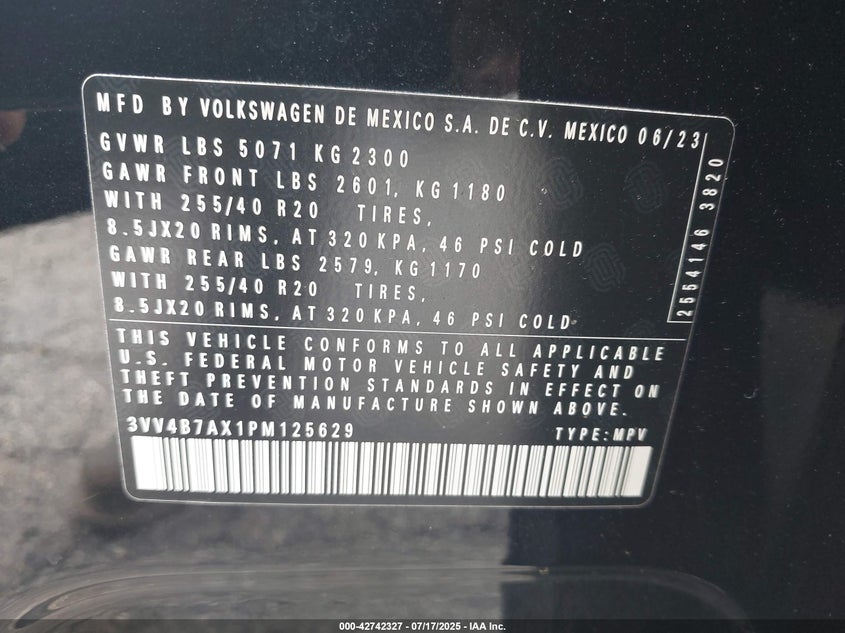 MFD BY VOLKSWAGEN DE MEXICO S.A. DE C.V. MEXICO 06/23
GVWR LBS 5071 KG 2300
GAWR FRONT LBS 2601, KG 1180
WITH 255/40 R20 TIRES,
8.5JX20 RIMS, AT 320 KPA, 46 PSI COLD
GAWR REAR LBS 2579, KG 1170
WITH 255/40 R20 TIRES,
8.5JX20 RIMS, AT 320 KPA, 46 PSI COLD
2554146 3820
THIS VEHICLE CONFORMS TO ALL APPLICABLE
U.S. FEDERAL MOTOR VEHICLE SAFETY AND
THEFT PREVENTION STANDARDS IN EFFECT ON
THE DATE OF MANUFACTURE SHOWN ABOVE.
3VV4B7AX1PM125629 TYPE: MPV
000-42742327 / 07/17/2025 - IAA Inc.